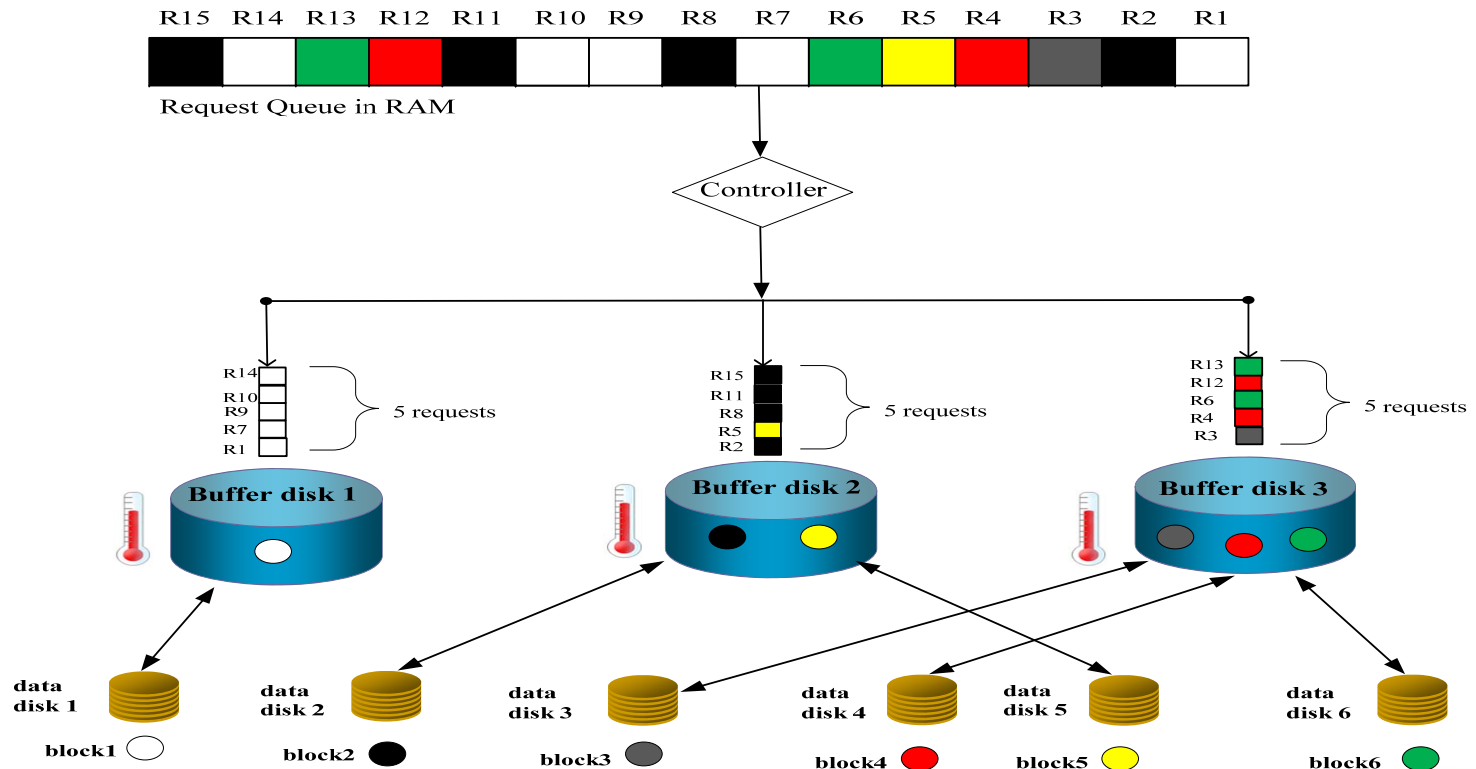 R15 R14 R13 R12 R11 R10 R9 R8 R7 R6 R5 R4 R3 R2 R1
Request Queue in RAM
Controller
R14
R10
R9
R7
R1
5 requests
R15
R11
R8
R5
R2
5 requests
R13
R12
R6
R4
R3
5 requests
Buffer disk 1
Buffer disk 2
Buffer disk 3
data
disk 1
data
disk 2
data
disk 3
data
disk 4
data
disk 5
data
disk 6
block1
block2
block3
block4
block5
block6